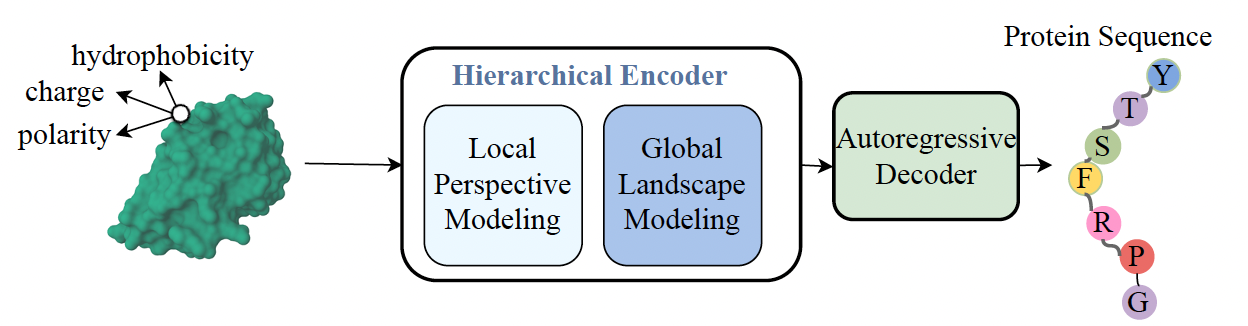 hydrophobicity
charge
polarity
Hierarchical Encoder
Local
Perspective
Modeling
Global
Landscape
Modeling
Autoregressive
Decoder
Protein Sequence
Y
T
S
F
R
P
G